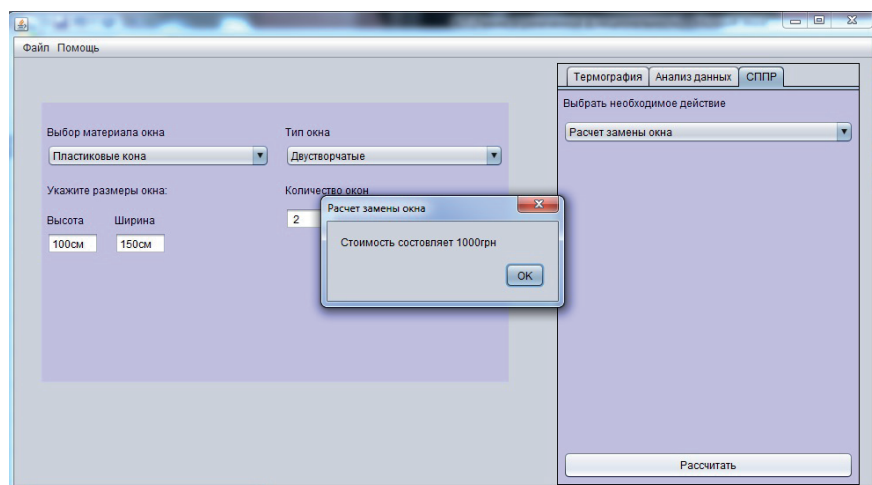 Файл Помощь
Термография Анализ данных СППР
Выбрать необходимое действие
Расчет замены окна
Выбор материала окна Тип окна
Пластиковые кона Двустворчатые
Укажите размеры окна: Количество окон
Высота Ширина 2
100см 150см
Расчет замены окна
Стоимость состовляет 1000грн
OK
Рассчитать